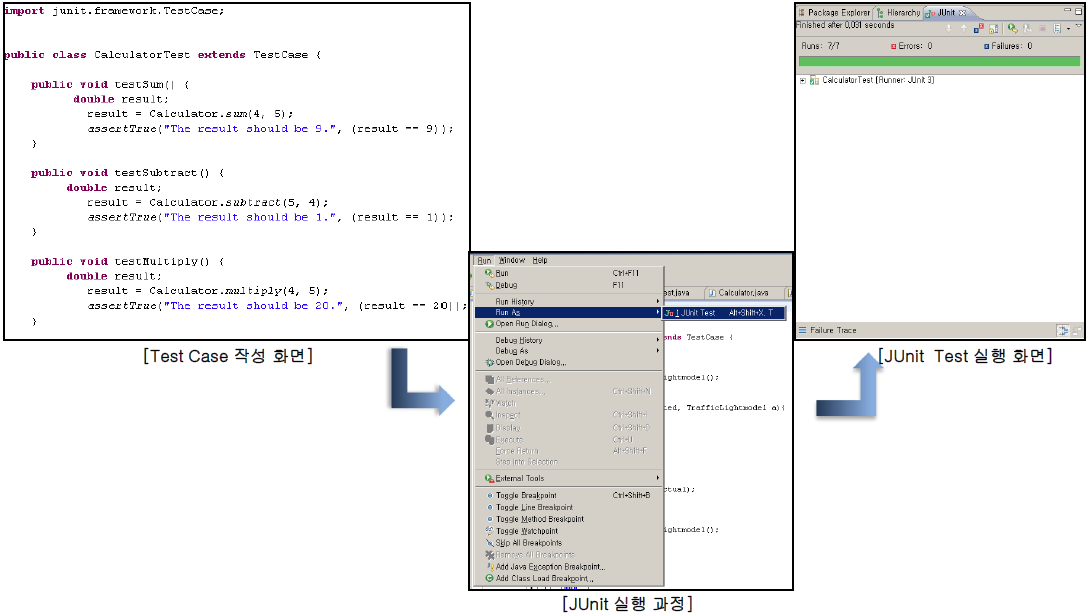 import junit.framework.TestCase;
public class CalculatorTest extends TestCase {
public void testSum() {
double result;
result = Calculator.sum(4, 5);
assertTrue("The result should be 9.", (result == 9));
}
public void testSubtract() {
double result;
result = Calculator.subtract(5, 4);
assertTrue("The result should be 1.", (result == 1));
}
public void testMultiply() {
double result;
result = Calculator.multiply(4, 5);
assertTrue("The result should be 20.", (result == 20));
}
[Test Case 작성 화면]
Run Window Help
Run Ctrl+F11
Debug F11
Run History
Run As
JUnit Test Alt+Shift+X, T
Open Run Dialog...
Debug History
Debug As
Open Debug Dialog...
All References...
All Instances... Ctrl+Shift+N
Watch
Inspect Ctrl+Shift+I
Display Ctrl+Shift+D
Execute Ctrl+U
Force Return Alt+Shift+F
Step Into Selection
External Tools
Toggle Breakpoint Ctrl+Shift+B
Toggle Line Breakpoint
Toggle Method Breakpoint
Toggle Watchpoint
Skip All Breakpoints
Remove All Breakpoints
Add Java Exception Breakpoint...
Add Class Load Breakpoint...
est.java Calculator.java
ends TestCase {
ightmodel();
ted, TrafficLightmodel a){
ctual);
ightmodel();
[JUnit 실행 과정]
Package Explorer Hierarchy JUnit
Finished after 0.031 seconds
Runs: 7/7 Errors: 0 Failures: 0
CalculatorTest [Runner: JUnit 3]
Failure Trace
[JUnit Test 실행 화면]